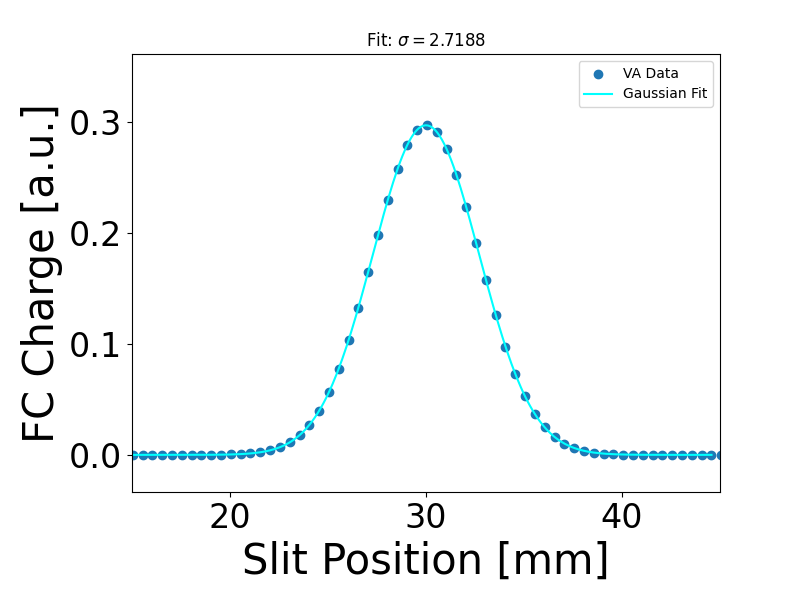 Fit: σ = 2.7188
VA Data
Gaussian Fit
FC Charge [a.u.]
0.3
0.2
0.1
0.0
20
30
40
Slit Position [mm]